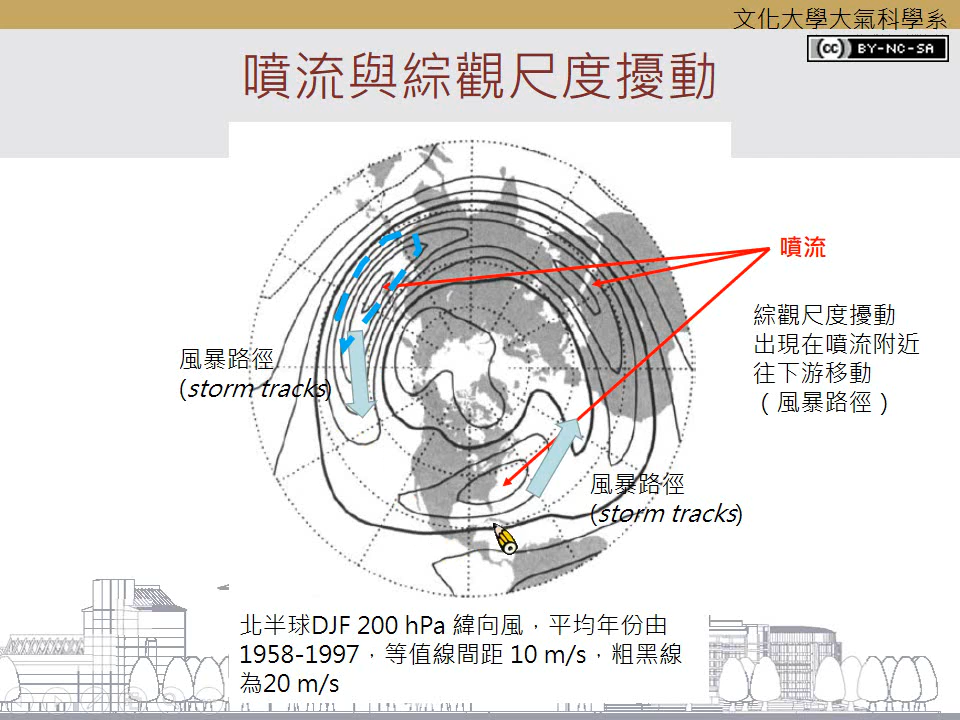 文化大學大氣科學系
(cc) BY-NC-SA
噴流與綜觀尺度擾動
噴流
綜觀尺度擾動
出現在噴流附近
往下游移動
（風暴路徑）
風暴路徑
(storm tracks)
風暴路徑
(storm tracks)
北半球DJF 200 hPa 緯向風，平均年份由
1958-1997，等值線間距 10 m/s，粗黑線
為20 m/s